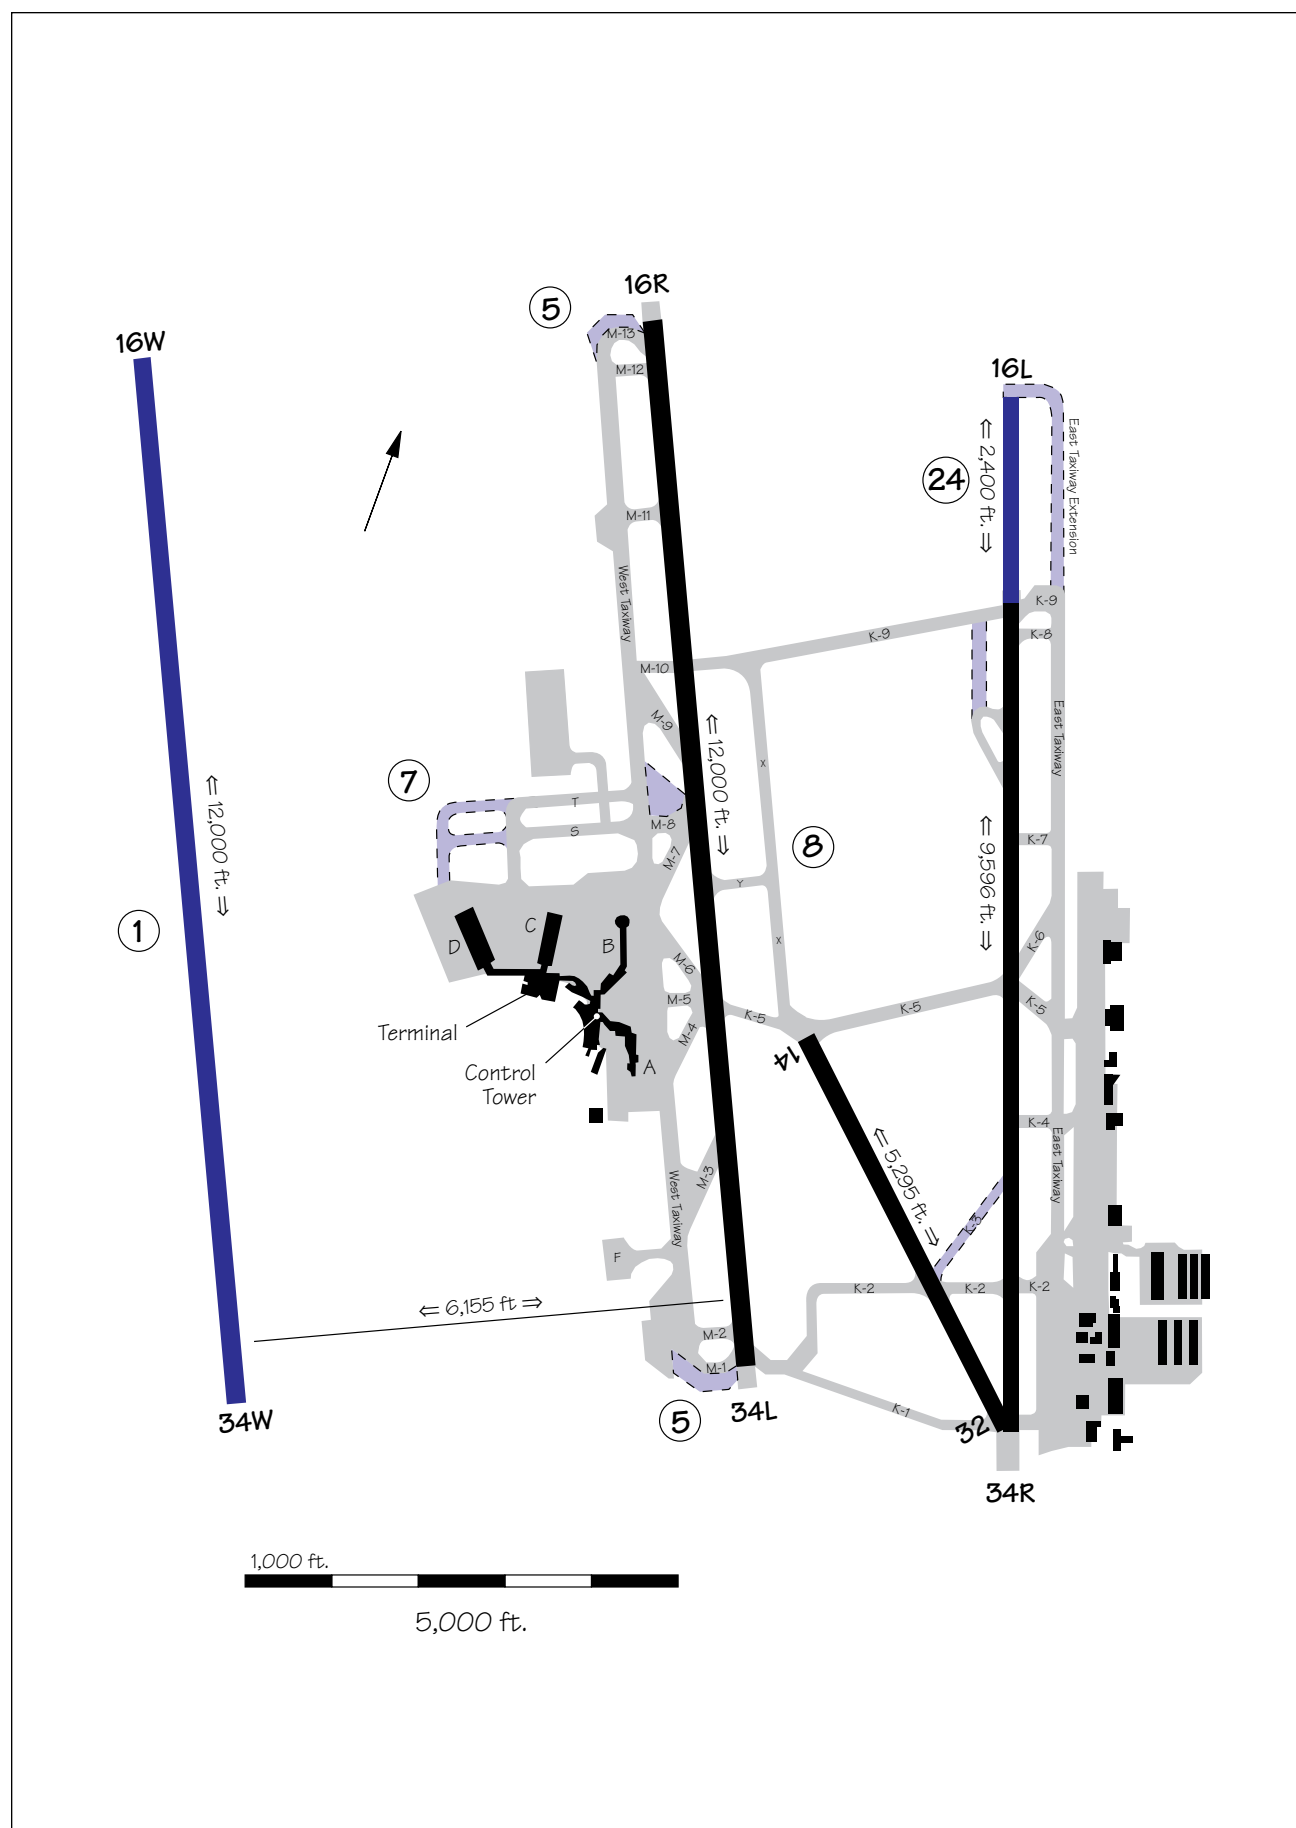 5
16R
16W
M-13
M-12
16L
⇐ 2,400 ft. ⇒
East Taxiway Extension
24
M-11
West Taxiway
K-9
K-8
K-9
M-10
M-9
⇐ 12,000 ft. ⇒
X
East Taxiway
7
⇐ 12,000 ft. ⇒
T
S
M-8
M-7
8
⇐ 9,596 ft. ⇒
K-7
Y
1
D
C
B
X
K-6
M-6
M-5
M-4
K-5
K-5
K-5
Terminal
14
Control
Tower
A
K-4
East Taxiway
⇐ 5,295 ft. ⇒
M-3
West Taxiway
K-3
F
K-2
K-2
K-2
⇐ 6,155 ft ⇒
M-2
M-1
34W
5
34L
K-1
32
34R
1,000 ft.
5,000 ft.